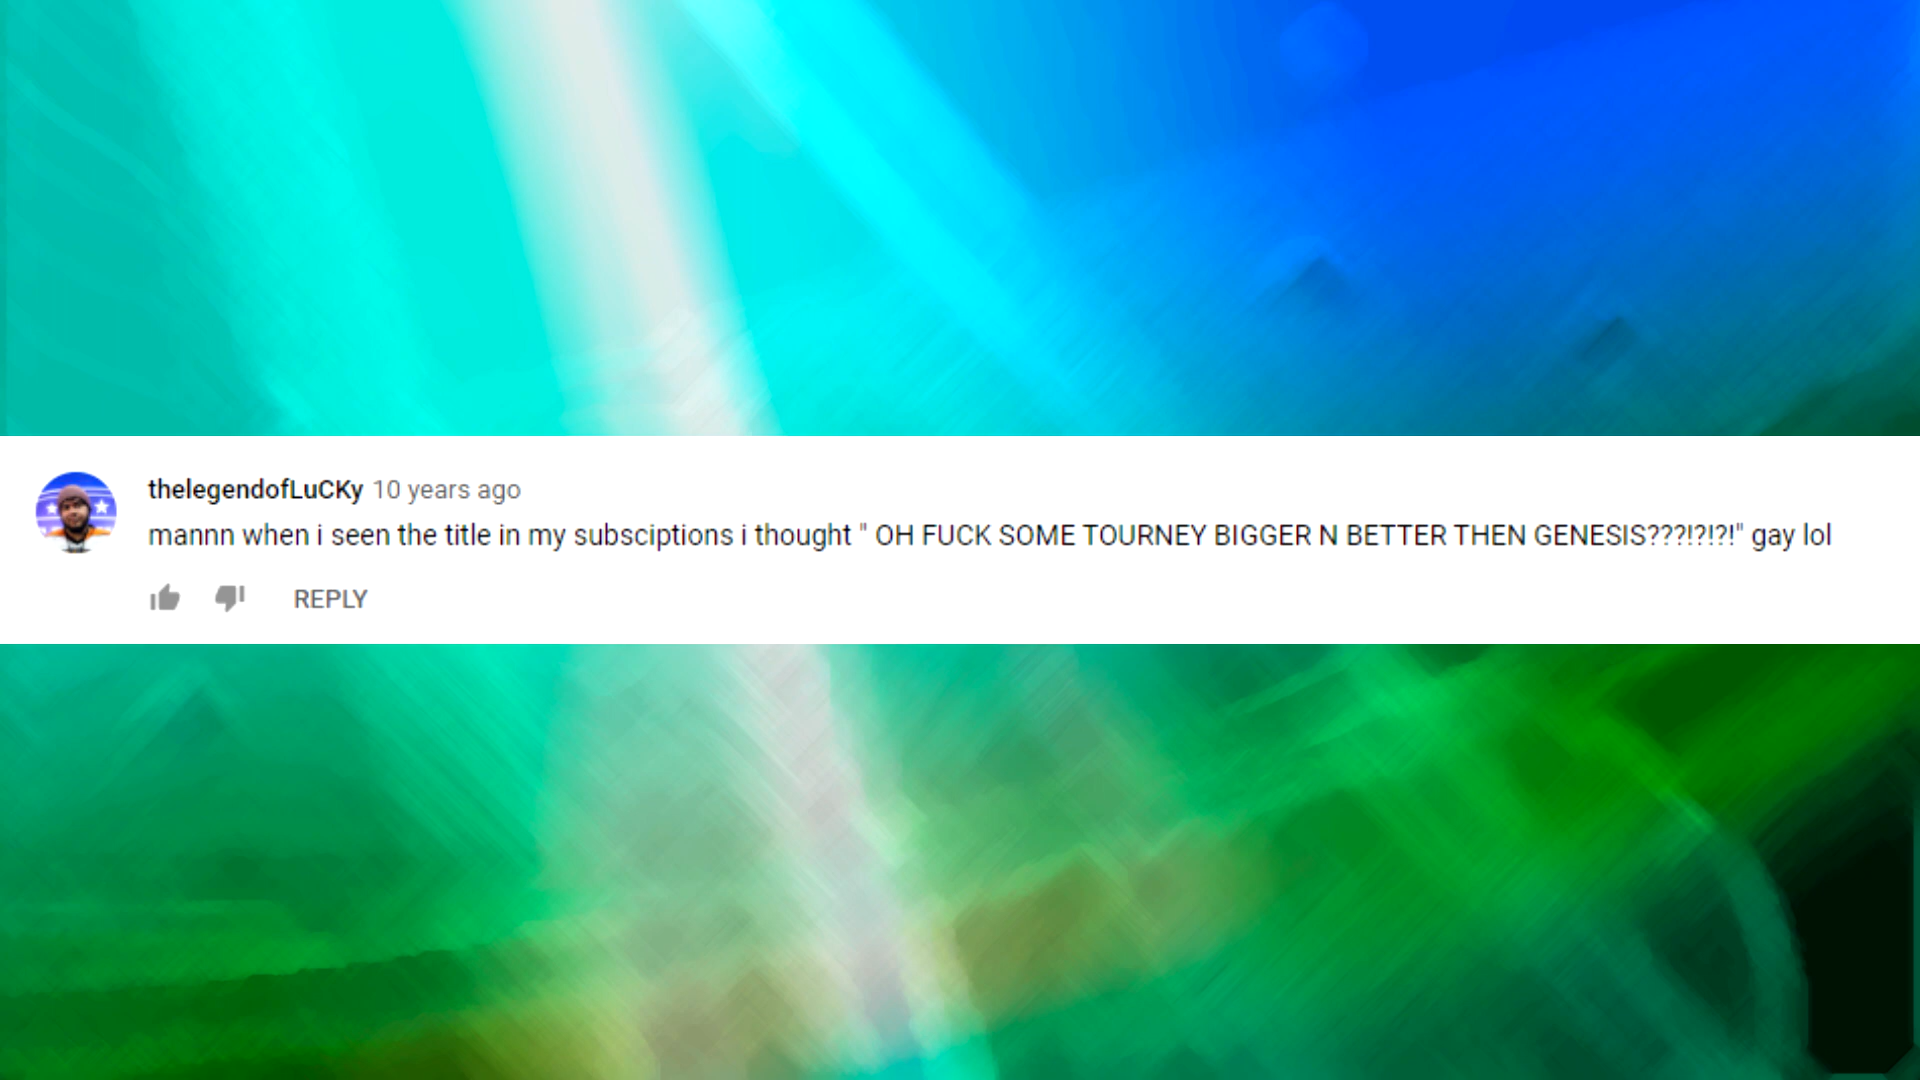 thelegendofLuCKy 10 years ago
mannn when i seen the title in my subsciptions i thought " OH FUCK SOME TOURNEY BIGGER N BETTER THEN GENESIS???!?!?!" gay lol
REPLY